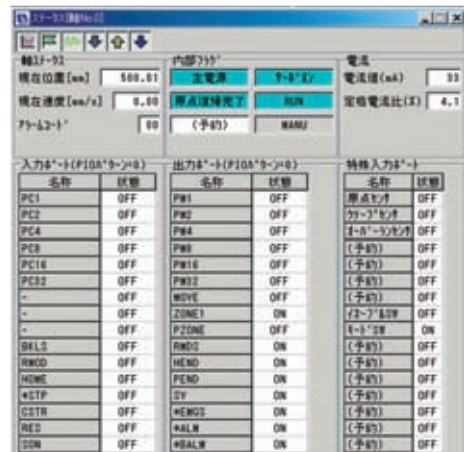 ステータス[軸No.0]
軸ステータス
現在位置[mm] 500.01
現在速度[mm/s] 0.00
アラームコード 00
内部フラグ
主電源 サーボオン
原点復帰完了 RUN
(予約) MANU
電流
電流値(mA) 93
定格電流比(%) 4.1
入力ポート(PIOパターン=0)
名称 状態
PC1 OFF
PC2 OFF
PC4 OFF
PC8 OFF
PC16 OFF
PC32 OFF
- OFF
- OFF
- OFF
BKLS OFF
RMOD OFF
HOME OFF
*STP OFF
CSTR OFF
RES OFF
SON OFF
出力ポート(PIOパターン=0)
名称 状態
PM1 OFF
PM2 OFF
PM4 OFF
PM8 OFF
PM16 OFF
PM32 OFF
MOVE OFF
ZONE1 ON
PZONE OFF
RMDS ON
HEND ON
PEND ON
SV ON
*EMGS ON
*ALM ON
*BALM ON
特殊入力ポート
名称 状態
原点センサ OFF
クリープセンサ OFF
オーバーランセンサ OFF
(予約) OFF
(予約) OFF
(予約) OFF
(予約) OFF
イネーブルSW OFF
モードSW ON
(予約) OFF
(予約) OFF
(予約) OFF
(予約) OFF
(予約) OFF
(予約) OFF
(予約) OFF